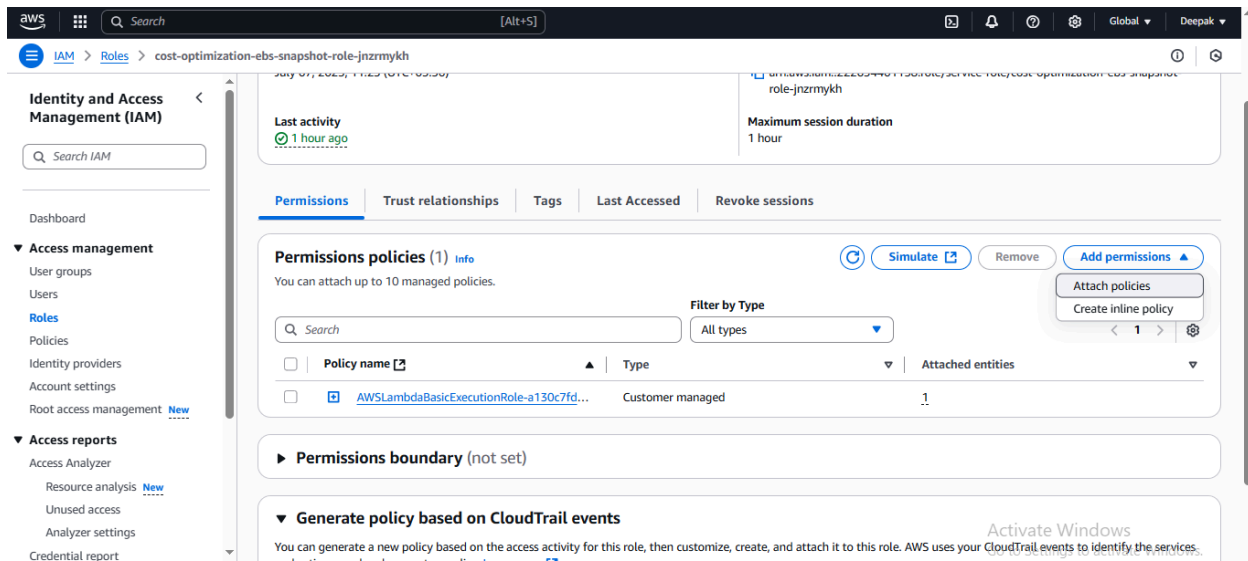 aws
Search [Alt+S] Global Deepak
IAM > Roles > cost-optimization-ebs-snapshot-role-jnzrmykh
Identity and Access
Management (IAM)
Search IAM
Dashboard
Access management
User groups
Users
Roles
Policies
Identity providers
Account settings
Root access management New
Access reports
Access Analyzer
Resource analysis New
Unused access
Analyzer settings
Credential report
role-jnzrmykh
Last activity
1 hour ago
Maximum session duration
1 hour
Permissions Trust relationships Tags Last Accessed Revoke sessions
Permissions policies (1) Info
You can attach up to 10 managed policies.
Simulate Remove Add permissions
Attach policies
Create inline policy
Filter by Type
Search All types
1
Policy name Type Attached entities
AWSLambdaBasicExecutionRole-a130c7fd... Customer managed 1
Permissions boundary (not set)
Generate policy based on CloudTrail events
You can generate a new policy based on the access activity for this role, then customize, create, and attach it to this role. AWS uses your CloudTrail events to identify the services
Activate Windows
Go to Settings to activate Windows.